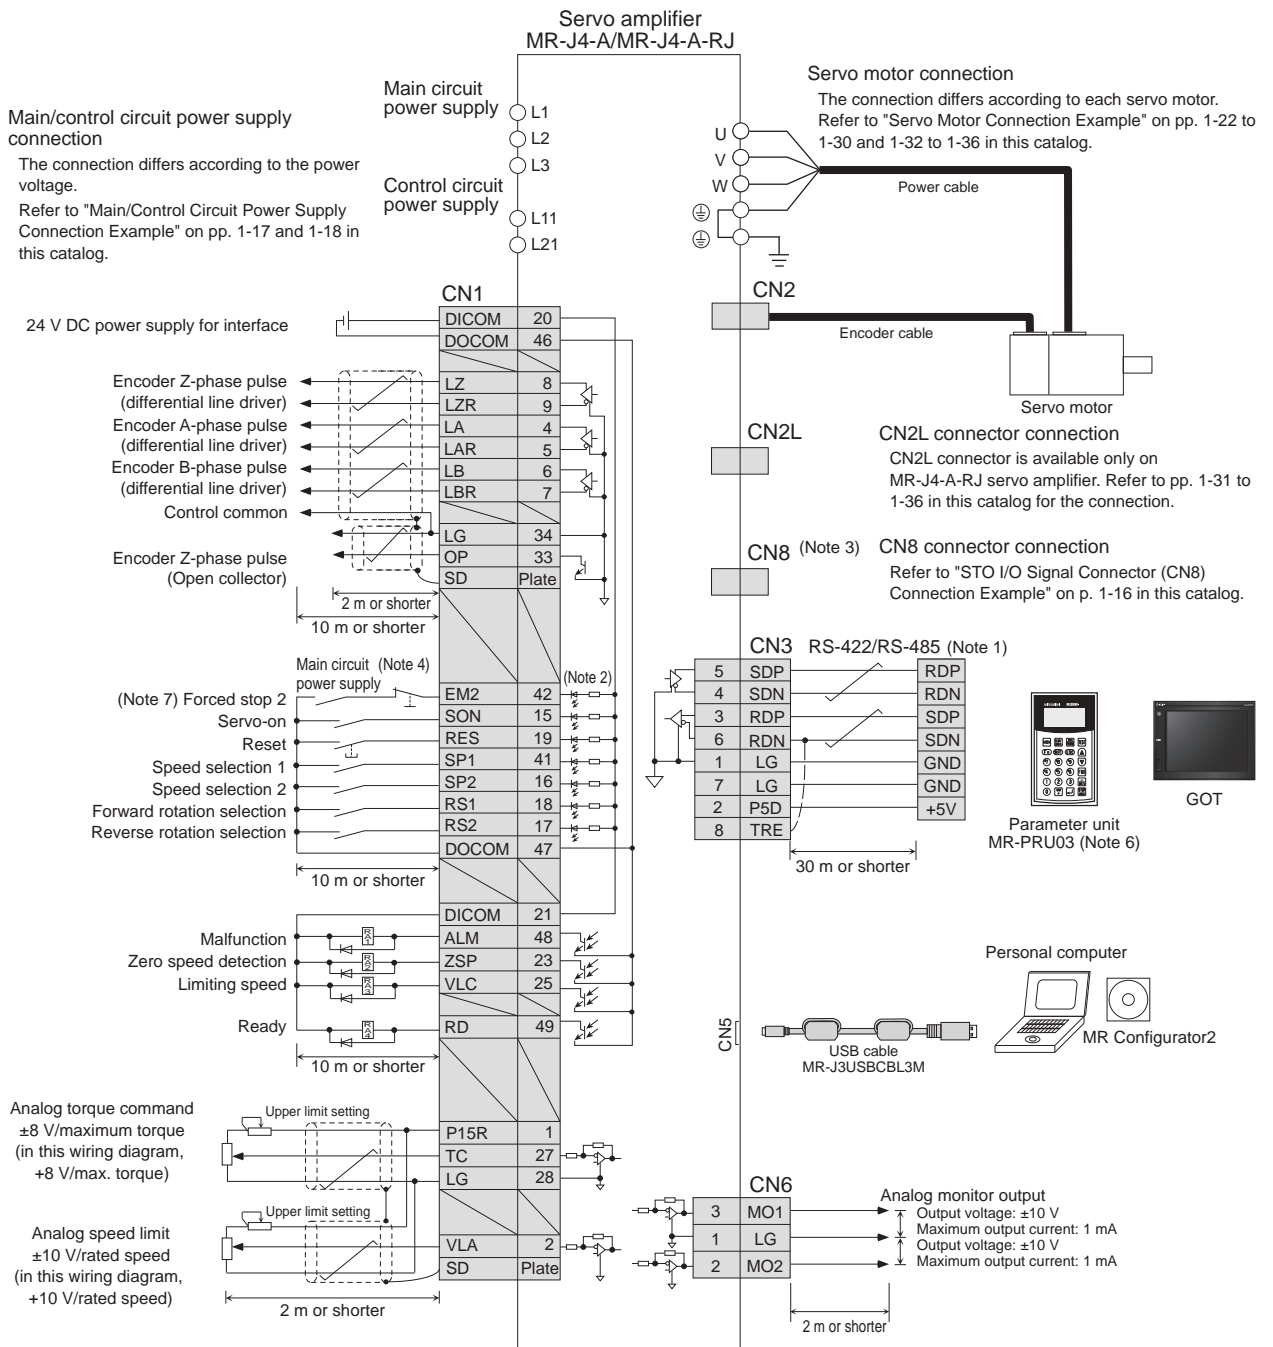 Servo amplifier
MR-J4-A/MR-J4-A-RJ
Main/control circuit power supply
connection
The connection differs according to the power
voltage.
Refer to "Main/Control Circuit Power Supply
Connection Example" on pp. 1-17 and 1-18 in
this catalog.
Main circuit
power supply
L1
L2
L3
Control circuit
power supply
L11
L21
Servo motor connection
The connection differs according to each servo motor.
Refer to "Servo Motor Connection Example" on pp. 1-22 to
1-30 and 1-32 to 1-36 in this catalog.
U
V
W
Power cable
CN2
Encoder cable
Servo motor
CN2L
CN2L connector connection
CN2L connector is available only on
MR-J4-A-RJ servo amplifier. Refer to pp. 1-31 to
1-36 in this catalog for the connection.
CN8 (Note 3)
CN8 connector connection
Refer to "STO I/O Signal Connector (CN8)
Connection Example" on p. 1-16 in this catalog.
CN1
24 V DC power supply for interface
DICOM 20
DOCOM 46
Encoder Z-phase pulse
(differential line driver)
LZ 8
LZR 9
Encoder A-phase pulse
(differential line driver)
LA 4
LAR 5
Encoder B-phase pulse
(differential line driver)
LB 6
LBR 7
Control common
LG 34
Encoder Z-phase pulse
(Open collector)
OP 33
SD Plate
2 m or shorter
10 m or shorter
Main circuit (Note 4)
power supply
(Note 2)
(Note 7) Forced stop 2 EM2 42
Servo-on SON 15
Reset RES 19
Speed selection 1 SP1 41
Speed selection 2 SP2 16
Forward rotation selection RS1 18
Reverse rotation selection RS2 17
DOCOM 47
10 m or shorter
DICOM 21
Malfunction RA1 ALM 48
Zero speed detection RA2 ZSP 23
Limiting speed RA3 VLC 25
Ready RA4 RD 49
10 m or shorter
Analog torque command
±8 V/maximum torque
(in this wiring diagram,
+8 V/max. torque)
Upper limit setting
P15R 1
TC 27
LG 28
Analog speed limit
±10 V/rated speed
(in this wiring diagram,
+10 V/rated speed)
Upper limit setting
VLA 2
SD Plate
2 m or shorter
CN3 RS-422/RS-485 (Note 1)
5 SDP RDP
4 SDN RDN
3 RDP SDP
6 RDN SDN
1 LG GND
7 LG GND
2 P5D +5V
8 TRE
30 m or shorter
Parameter unit
MR-PRU03 (Note 6)
GOT
CN5
USB cable
MR-J3USBCBL3M
Personal computer
MR Configurator2
CN6
3 MO1
1 LG
2 MO2
Analog monitor output
Output voltage: ±10 V
Maximum output current: 1 mA
Output voltage: ±10 V
Maximum output current: 1 mA
2 m or shorter